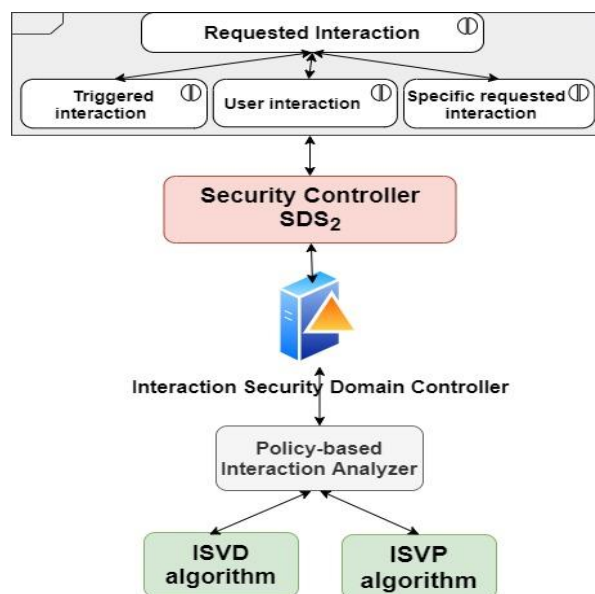 Requested Interaction
Triggered
interaction
User interaction
Specific requested
interaction
Security Controller
SDS₂
Interaction Security Domain Controller
Policy-based
Interaction Analyzer
ISVD
algorithm
ISVP
algorithm